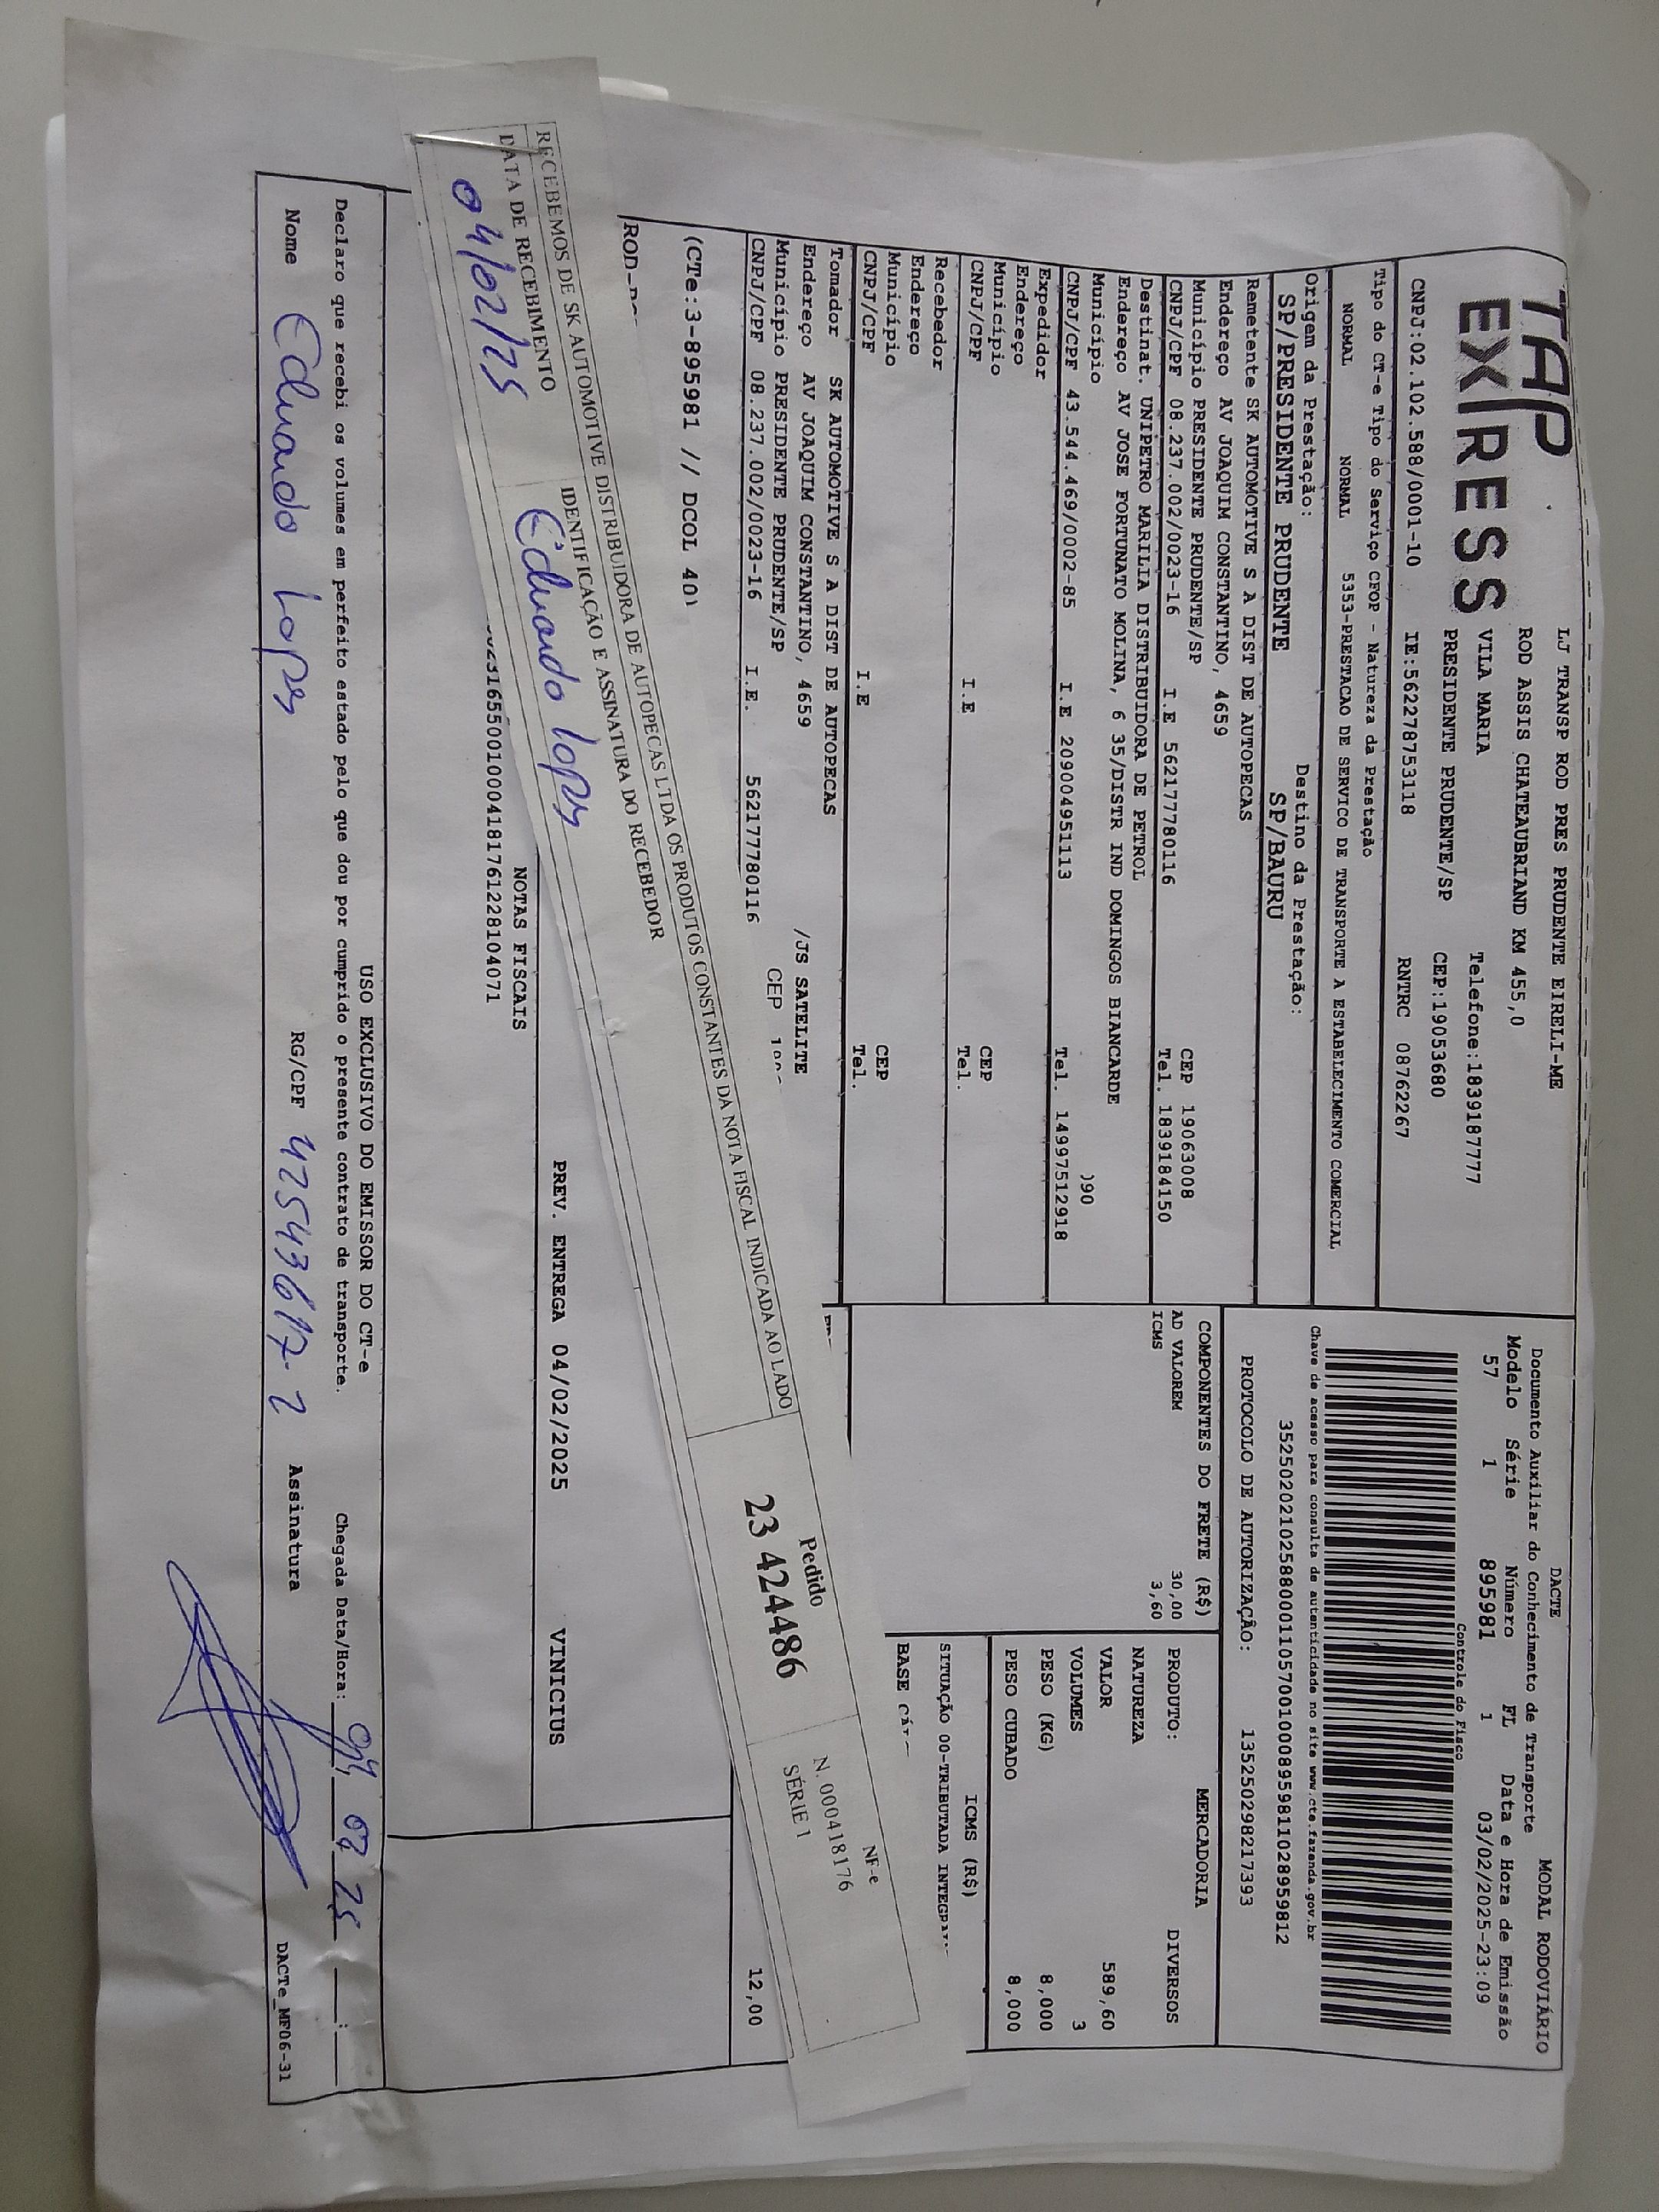 TAP
EXPRESS
LJ TRANSP ROD PRES PRUDENTE EIRELI-ME
ROD ASSIS CHATEAUBRIAND KM 455,0
VILA MARIA Telefone:1839187777
PRESIDENTE PRUDENTE/SP CEP:19053680
CNPJ:02.102.588/0001-10 IE:562278753118 RNTRC 08762267
Tipo do CT-e Tipo do Serviço CFOP - Natureza da Prestação
NORMAL NORMAL 5353-PRESTACAO DE SERVICO DE TRANSPORTE A ESTABELECIMENTO COMERCIAL
Origem da Prestação: Destino da Prestação:
SP/PRESIDENTE PRUDENTE SP/BAURU
Remetente SK AUTOMOTIVE S A DIST DE AUTOPECAS
Endereço AV JOAQUIM CONSTANTINO, 4659
Município PRESIDENTE PRUDENTE/SP CEP 19063008
CNPJ/CPF 08.237.002/0023-16 I.E 562177780116 Tel. 1839184150
Destinat. UNIPETRO MARILIA DISTRIBUIDORA DE PETROL
Endereço AV JOSE FORTUNATO MOLINA, 6 35/DISTR IND DOMINGOS BIANCARDE
Município )90
CNPJ/CPF 43.544.469/0002-85 I.E 209004951113 Tel. 14997512918
Expedidor
Endereço
Município CEP
CNPJ/CPF I.E Tel.
Recebedor
Endereço
Município CEP
CNPJ/CPF I.E Tel.
Tomador SK AUTOMOTIVE S A DIST DE AUTOPECAS
Endereço AV JOAQUIM CONSTANTINO, 4659 /JS SATELITE
Município PRESIDENTE PRUDENTE/SP CEP
CNPJ/CPF 08.237.002/0023-16 I.E. 562177780116
(CTe:3-895981 // DCOL 40)
DACTE MODAL RODOVIÁRIO
Documento Auxiliar do Conhecimento de Transporte
Modelo Série Número FL Data e Hora de Emissão
57 1 895981 1 03/02/2025-23:09
Controle do Fisco
Chave de acesso para consulta de autenticidade no site www.cte.fazenda.gov.br
35250202102588000110570010008959811028959812
PROTOCOLO DE AUTORIZAÇÃO: 135250298217393
COMPONENTES DO FRETE (R$)
AD VALOREM 30,00
ICMS 3,60
MERCADORIA
PRODUTO: DIVERSOS
NATUREZA
VALOR 589,60
VOLUMES 3
PESO (KG) 8,000
PESO CUBADO 8,000
ICMS (R$)
SITUAÇÃO 00-TRIBUTADA
BASE
12,00
RECEBEMOS DE SK AUTOMOTIVE DISTRIBUIDORA DE AUTOPECAS LTDA OS PRODUTOS CONSTANTES DA NOTA FISCAL INDICADA AO LADO
DATA DE RECEBIMENTO IDENTIFICAÇÃO E ASSINATURA DO RECEBEDOR
04/02/25 Eduardo Lopes
Pedido
23 424486
NF-e
N. 000418176
SÉRIE 1
PREV. ENTREGA 04/02/2025 VINICIUS
NOTAS FISCAIS
16550010004181761228104071
USO EXCLUSIVO DO EMISSOR DO CT-e
Declaro que recebi os volumes em perfeito estado pelo que dou por cumprido o presente contrato de transporte. Chegada Data/Hora: 04 02 25 :
Nome Eduardo Lopes RG/CPF 42543617-2 Assinatura
DACTe_MF06-31